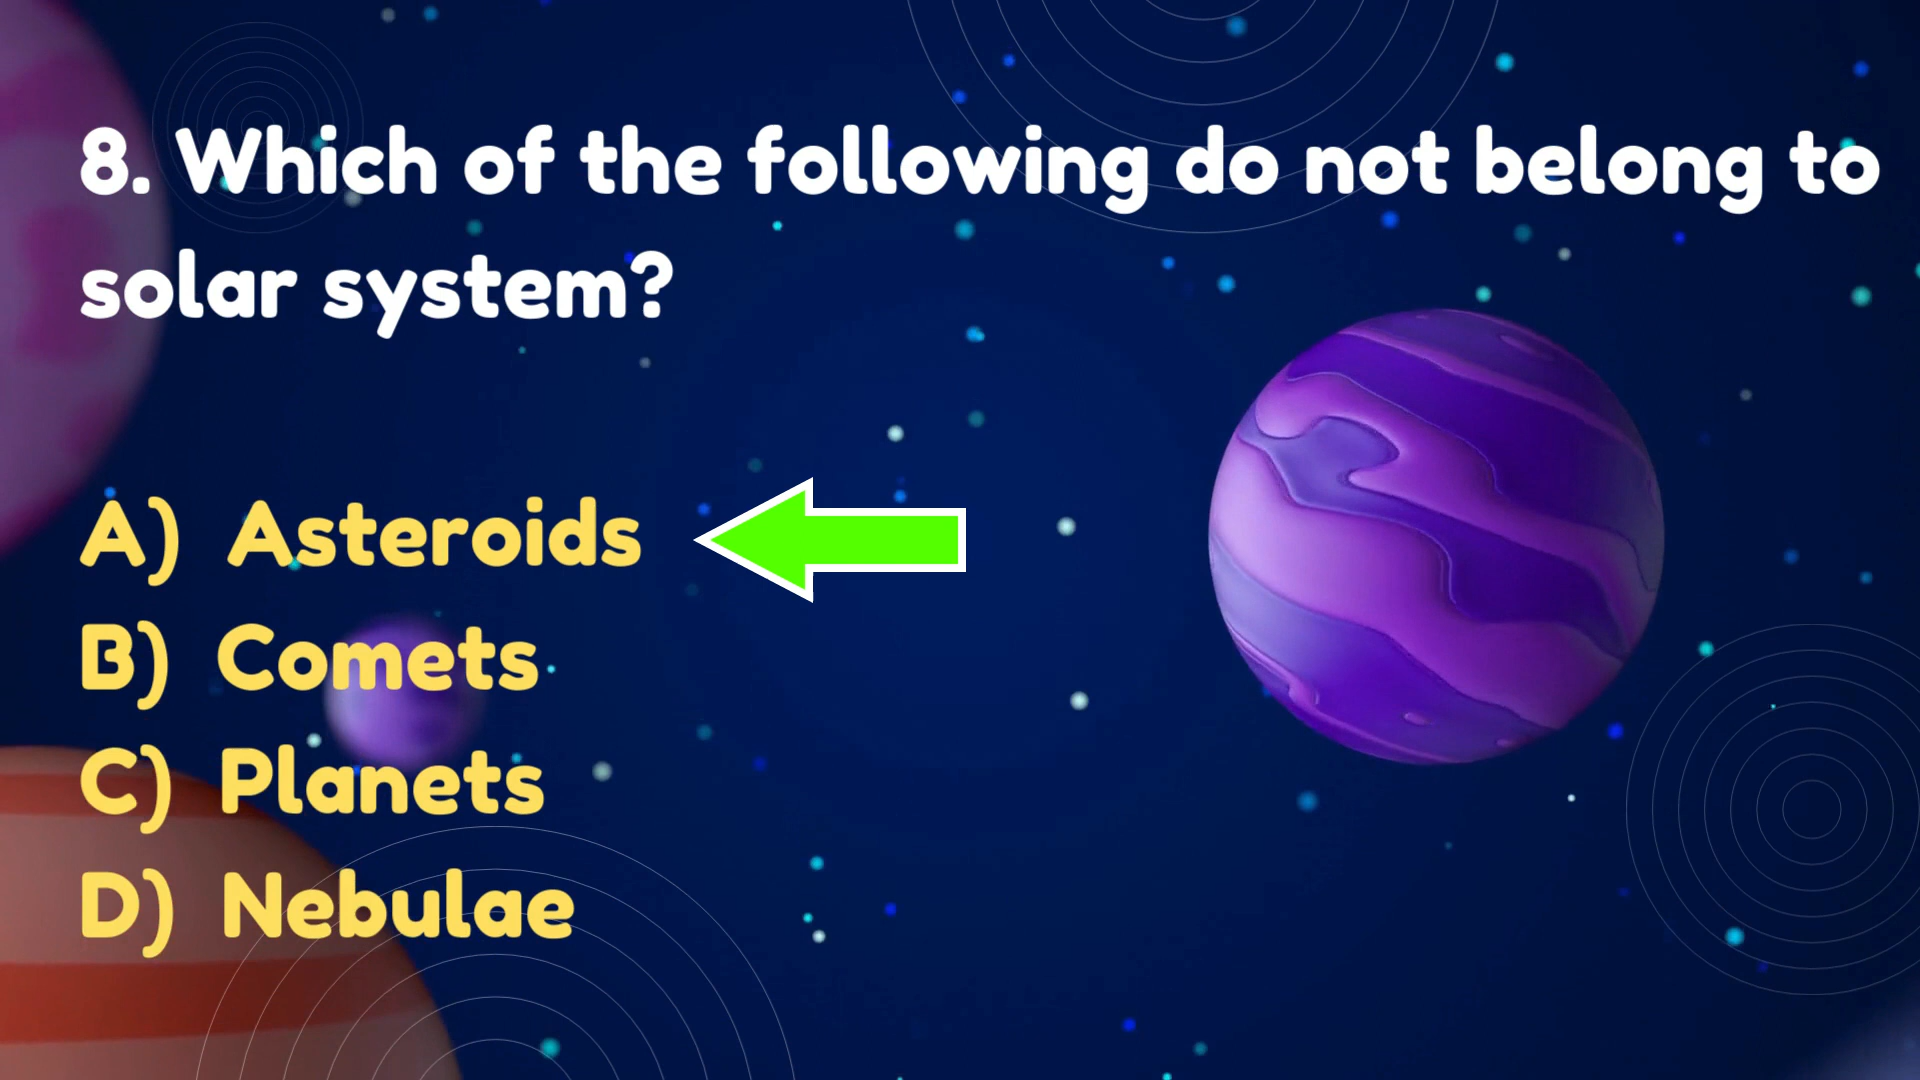 8. Which of the following do not belong to
solar system?
A) Asteroids
B) Comets
C) Planets
D) Nebulae